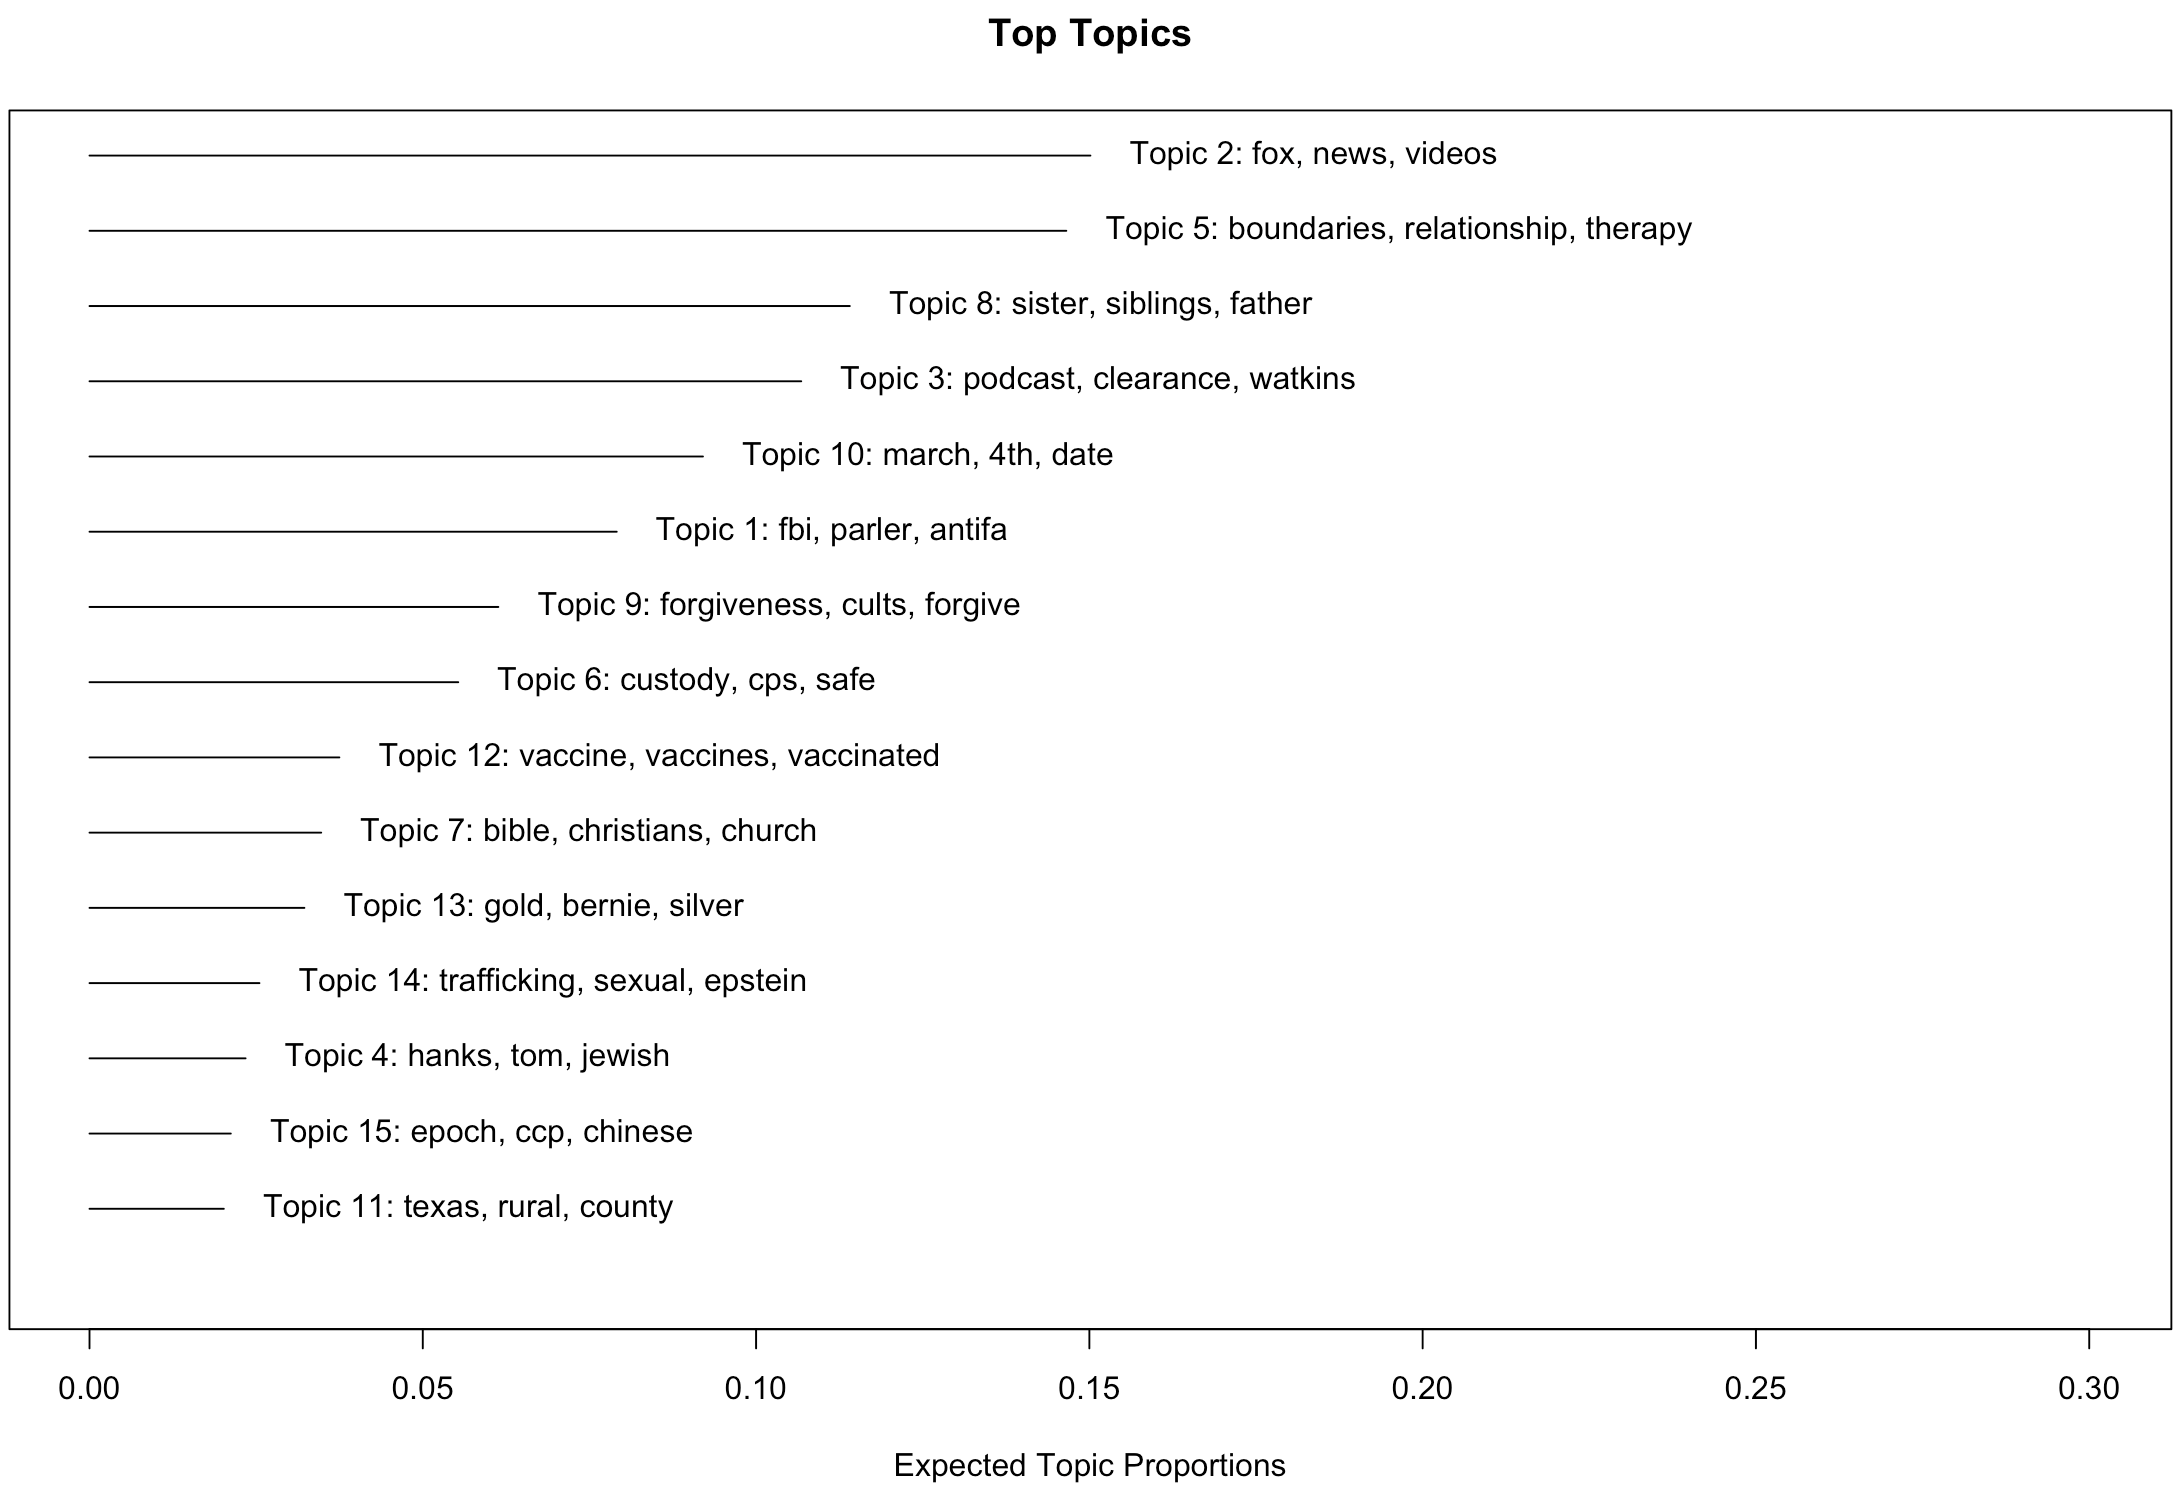 Top Topics
Topic 2: fox, news, videos
Topic 5: boundaries, relationship, therapy
Topic 8: sister, siblings, father
Topic 3: podcast, clearance, watkins
Topic 10: march, 4th, date
Topic 1: fbi, parler, antifa
Topic 9: forgiveness, cults, forgive
Topic 6: custody, cps, safe
Topic 12: vaccine, vaccines, vaccinated
Topic 7: bible, christians, church
Topic 13: gold, bernie, silver
Topic 14: trafficking, sexual, epstein
Topic 4: hanks, tom, jewish
Topic 15: epoch, ccp, chinese
Topic 11: texas, rural, county
0.00 0.05 0.10 0.15 0.20 0.25 0.30
Expected Topic Proportions